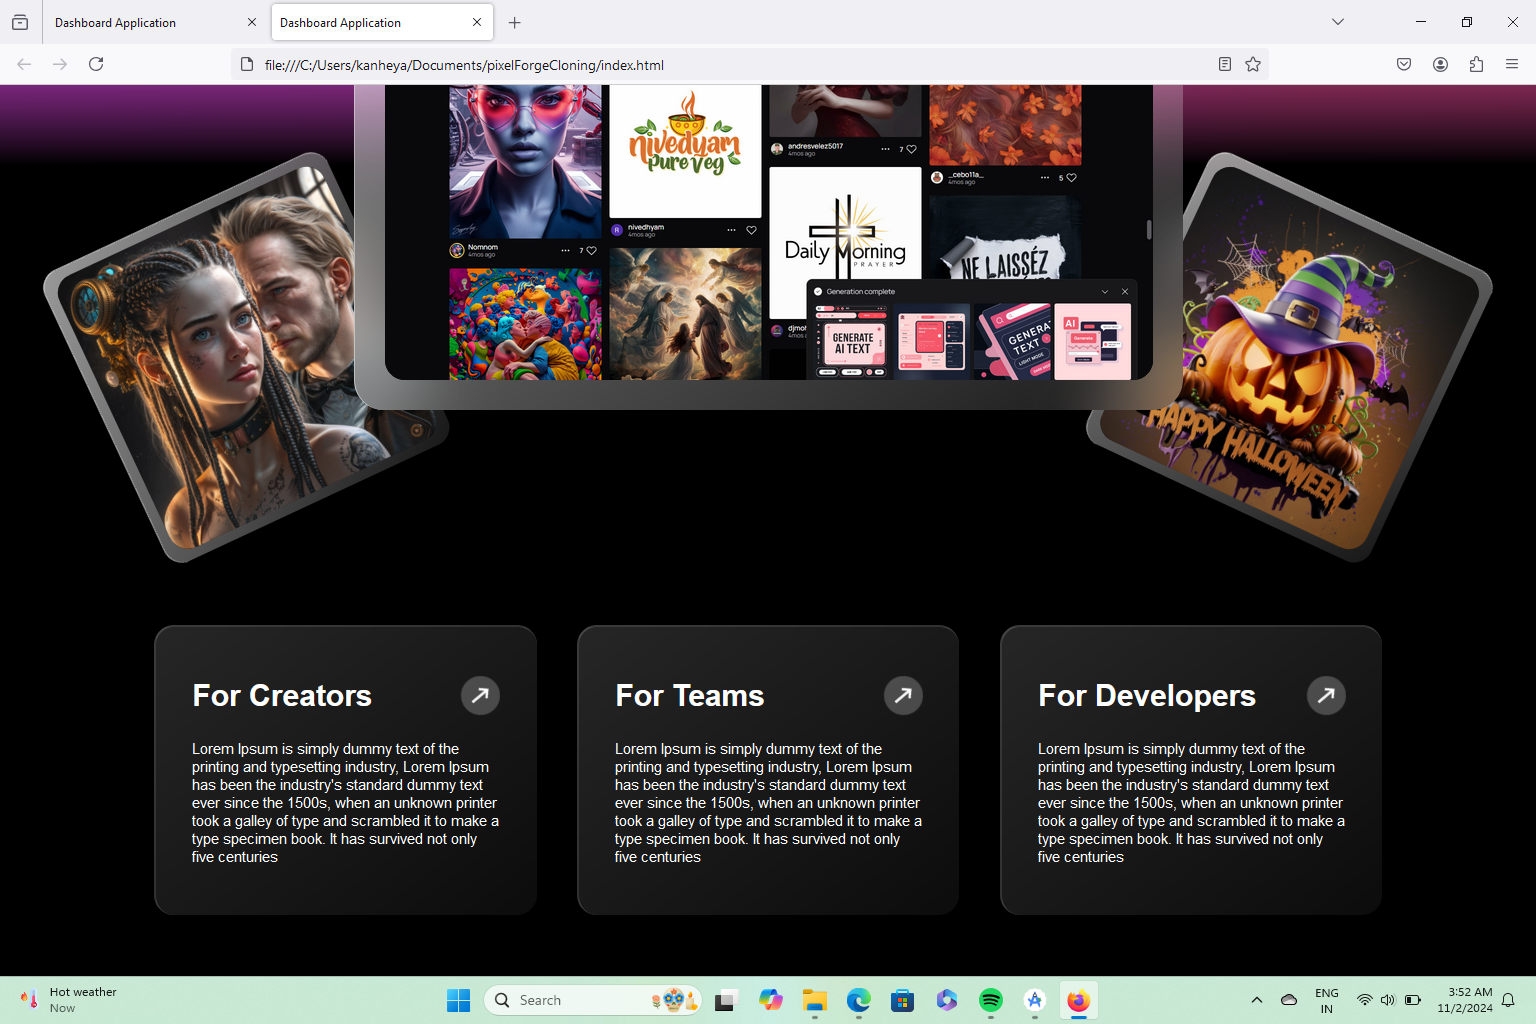 Dashboard Application
Dashboard Application
file:///C:/Users/kanheya/Documents/pixelForgeCloning/index.html
nivedyam
pure veg
andresvelez5017
4mos ago
7
_cebo11a_
4mos ago
5
Nomnom
4mos ago
7
R
nivedhyam
4mos ago
Daily Morning
PRAYER
NE LAISSÉZ
djmof
4mos a
Generation complete
GENERATE
AI TEXT
GENERA
TEXT
LIGHT MODE
AI
Generate
HAPPY HALLOWEEN
For Creators
Lorem Ipsum is simply dummy text of the
printing and typesetting industry, Lorem Ipsum
has been the industry's standard dummy text
ever since the 1500s, when an unknown printer
took a galley of type and scrambled it to make a
type specimen book. It has survived not only
five centuries
For Teams
Lorem Ipsum is simply dummy text of the
printing and typesetting industry, Lorem Ipsum
has been the industry's standard dummy text
ever since the 1500s, when an unknown printer
took a galley of type and scrambled it to make a
type specimen book. It has survived not only
five centuries
For Developers
Lorem Ipsum is simply dummy text of the
printing and typesetting industry, Lorem Ipsum
has been the industry's standard dummy text
ever since the 1500s, when an unknown printer
took a galley of type and scrambled it to make a
type specimen book. It has survived not only
five centuries
Hot weather
Now
Search
ENG
IN
3:52 AM
11/2/2024